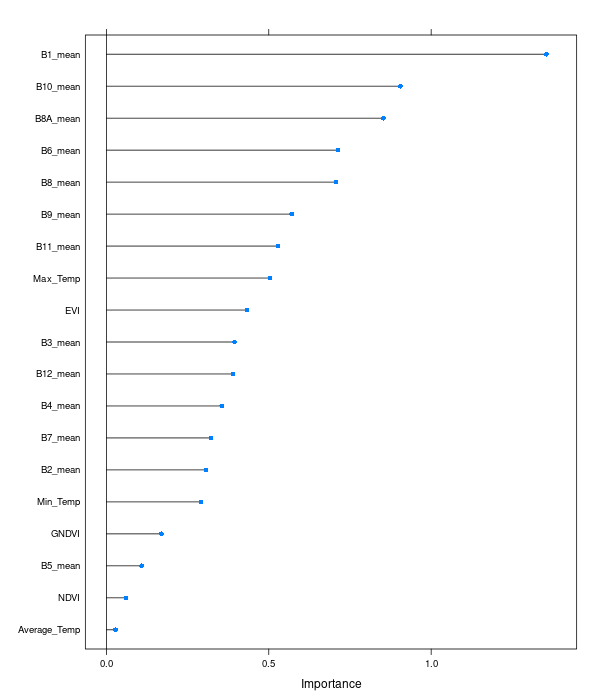 B1_mean
B10_mean
B8A_mean
B6_mean
B8_mean
B9_mean
B11_mean
Max_Temp
EVI
B3_mean
B12_mean
B4_mean
B7_mean
B2_mean
Min_Temp
GNDVI
B5_mean
NDVI
Average_Temp
0.0 0.5 1.0
Importance